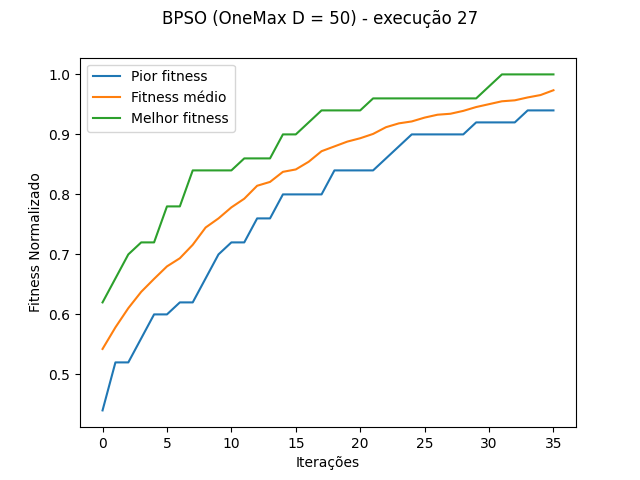 BPSO (OneMax D = 50) - execução 27
Pior fitness
Fitness médio
Melhor fitness
1.0
0.9
0.8
0.7
0.6
0.5
Fitness Normalizado
0 5 10 15 20 25 30 35
Iterações